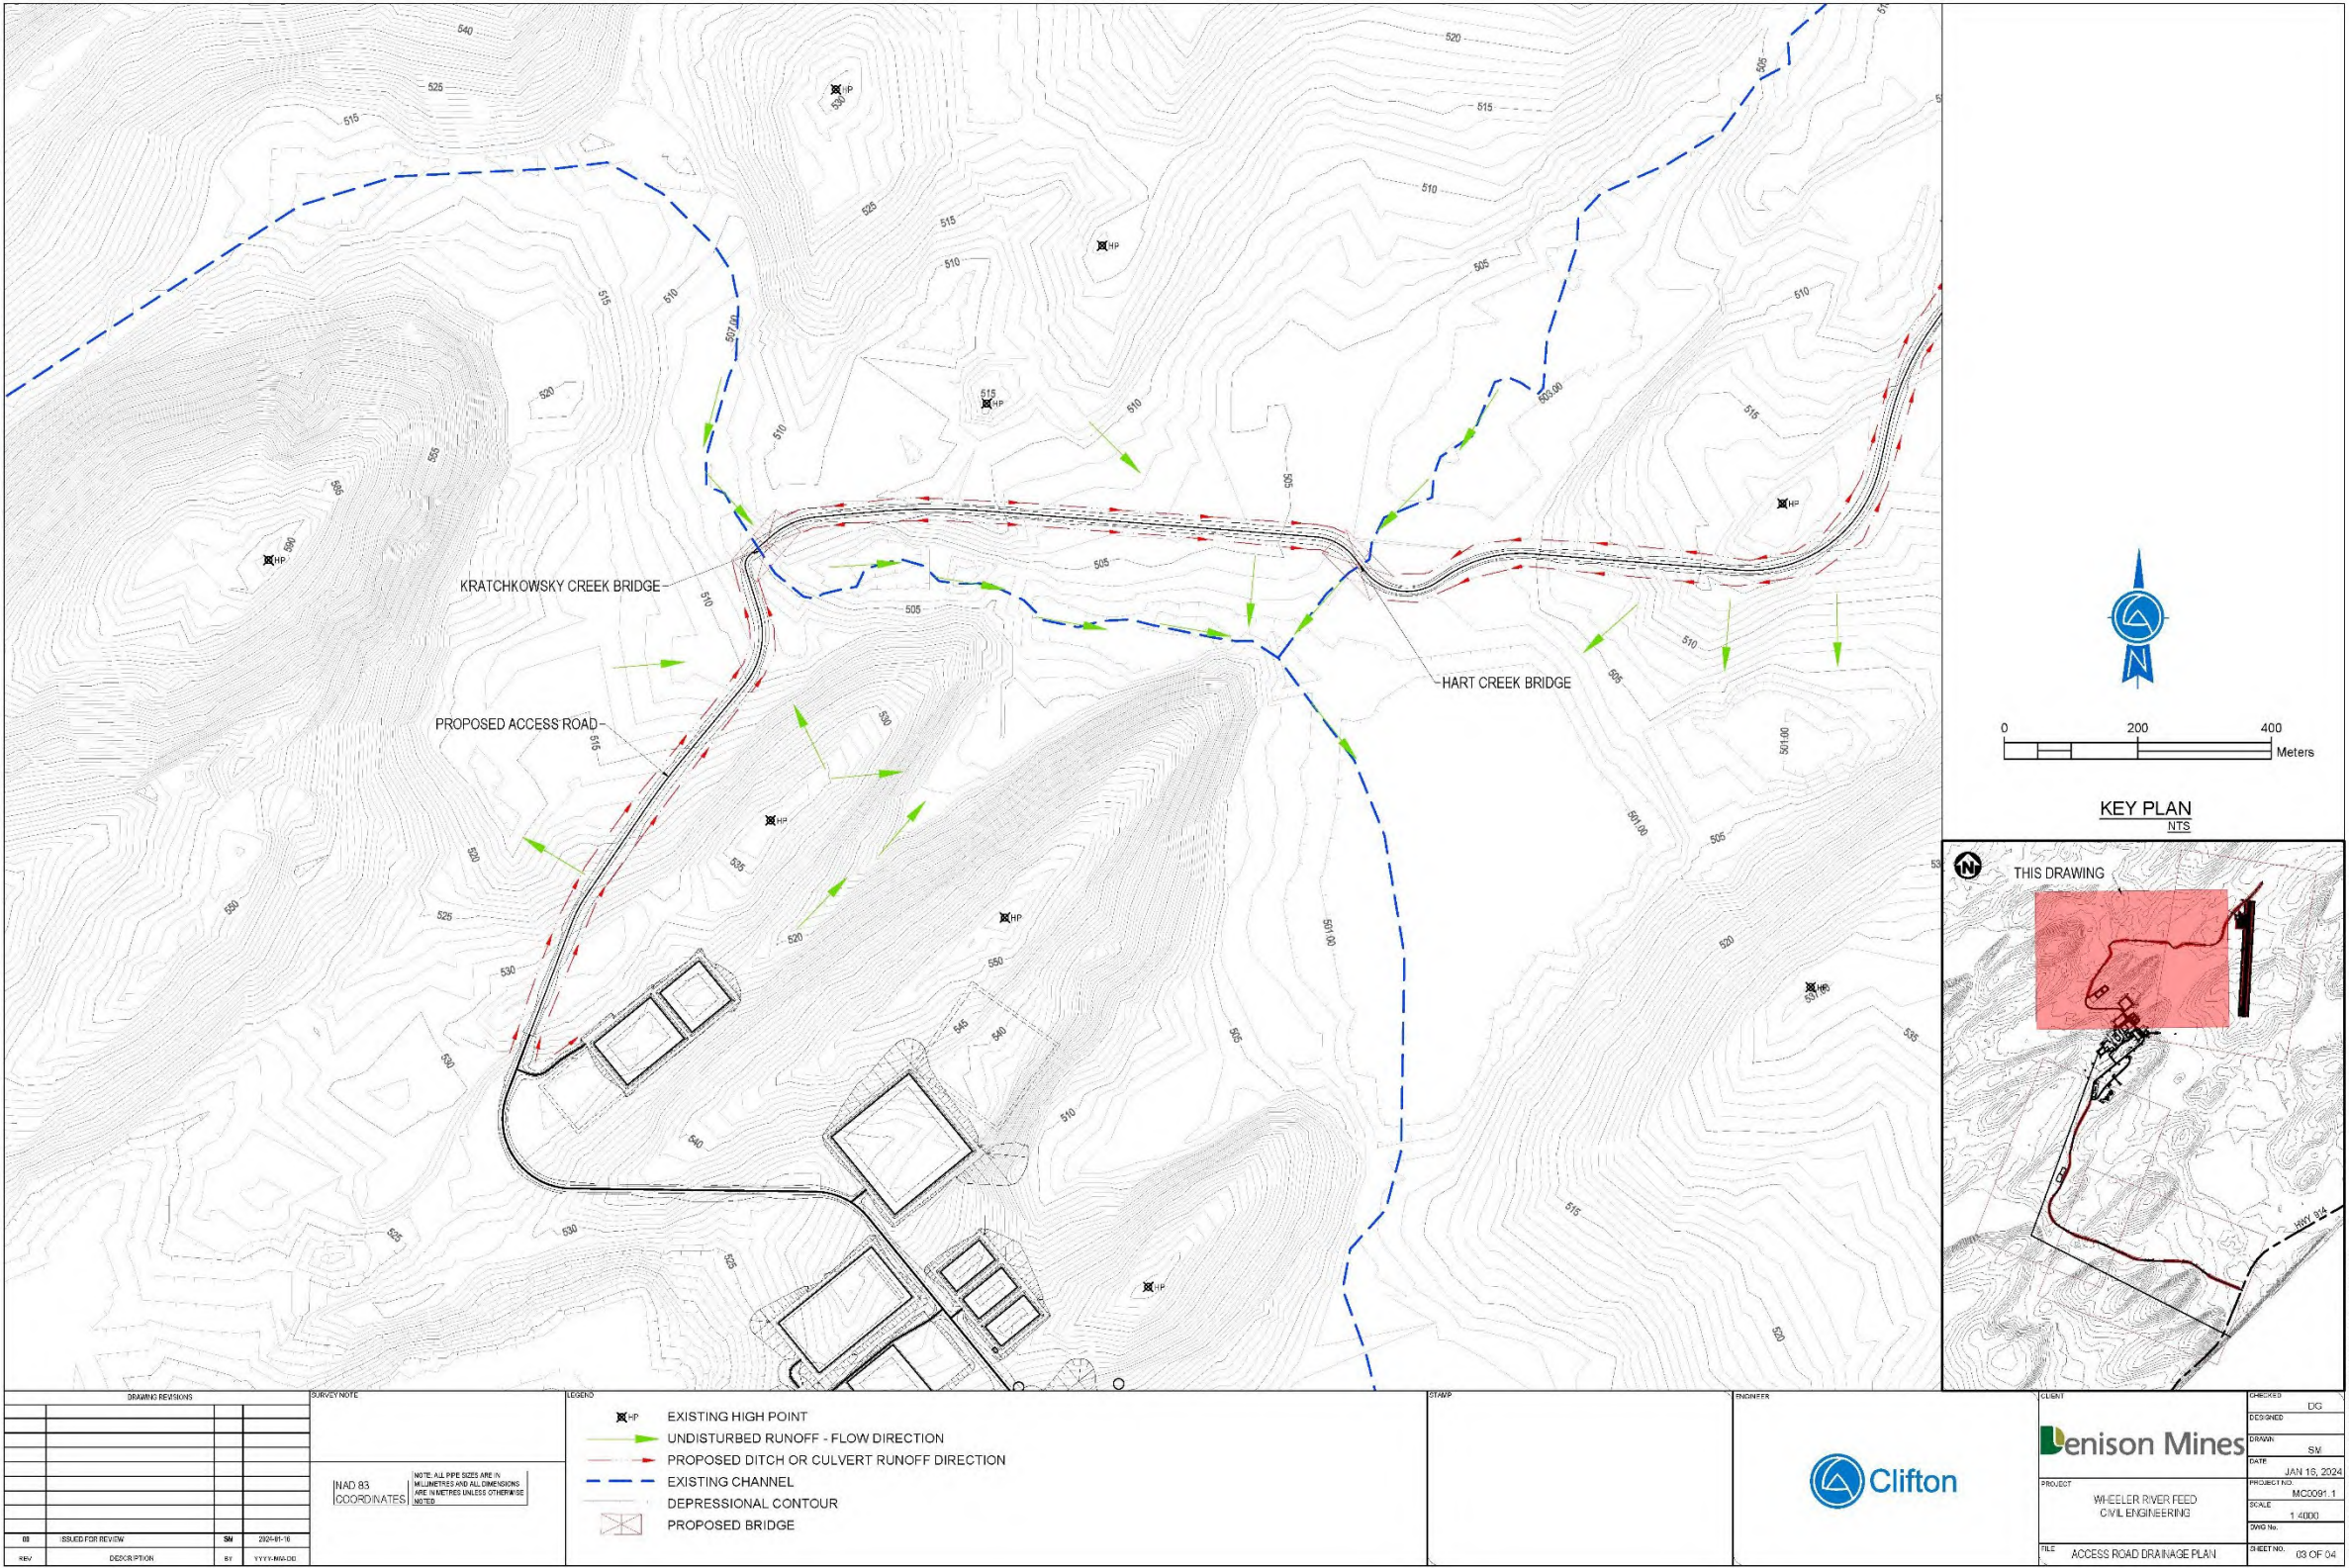 540
520
505
525
530
HP
515
515
510
525
515
HP
510
505
510
515
510
507.00
520
515
HP
510
503.00
515
510
555
585
505
HP
590
HP
505
KRATCHKOWSKY CREEK BRIDGE
510
505
510
505
HART CREEK BRIDGE
PROPOSED ACCESS ROAD
515
530
501.00
HP
501.00
505
520
535
550
525
HP
520
501.00
520
530
550
HP
545
540
505
535
530
510
540
515
525
530
525
HP
520
N
0 200 400
Meters
KEY PLAN
NTS
N
THIS DRAWING
HWY 914
DRAWING REVISIONS
00 ISSUED FOR REVIEW SM 2024-01-16
REV DESCRIPTION BY YYYY-MM-DD
SURVEY NOTE
NAD 83
COORDINATES
NOTE: ALL PIPE SIZES ARE IN
MILLIMETRES AND ALL DIMENSIONS
ARE IN METRES UNLESS OTHERWISE
NOTED
LEGEND
HP EXISTING HIGH POINT
UNDISTURBED RUNOFF - FLOW DIRECTION
PROPOSED DITCH OR CULVERT RUNOFF DIRECTION
EXISTING CHANNEL
DEPRESSIONAL CONTOUR
PROPOSED BRIDGE
STAMP
ENGINEER
Clifton
CLIENT
Denison Mines
PROJECT
WHEELER RIVER FEED
CIVIL ENGINEERING
FILE
ACCESS ROAD DRAINAGE PLAN
CHECKED
DG
DESIGNED
DRAWN
SM
DATE
JAN 16, 2024
PROJECT NO.
MC0091.1
SCALE
1:4000
DWG No.
SHEET NO.
03 OF 04